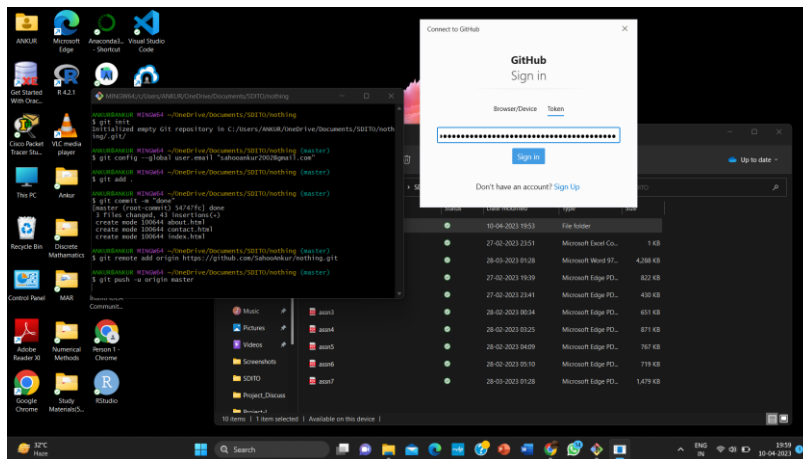 ANKUR
Microsoft Edge
Anaconda3... - Shortcut
Visual Studio Code
Get Started With Orac...
R 4.2.1
Cisco Packet Tracer Stu...
VLC media player
This PC
Ankur
Recycle Bin
Discrete Mathematics
Control Panel
MAR
Communit...
Adobe Reader XI
Numerical Methods
Person 1 - Chrome
Google Chrome
Study Materials(S...
RStudio
MINGW64:/c/Users/ANKUR/OneDrive/Documents/SDITO/nothing
ANKUR@ANKUR MINGW64 ~/OneDrive/Documents/SDITO/nothing
$ git init
Initialized empty Git repository in C:/Users/ANKUR/OneDrive/Documents/SDITO/noth
ing/.git/
ANKUR@ANKUR MINGW64 ~/OneDrive/Documents/SDITO/nothing (master)
$ git config --global user.email "sahooankur2002@gmail.com"
ANKUR@ANKUR MINGW64 ~/OneDrive/Documents/SDITO/nothing (master)
$ git add .
ANKUR@ANKUR MINGW64 ~/OneDrive/Documents/SDITO/nothing (master)
$ git commit -m "done"
[master (root-commit) 54747fc] done
3 files changed, 43 insertions(+)
create mode 100644 about.html
create mode 100644 contact.html
create mode 100644 index.html
ANKUR@ANKUR MINGW64 ~/OneDrive/Documents/SDITO/nothing (master)
$ git remote add origin https://github.com/SahooAnkur/nothing.git
ANKUR@ANKUR MINGW64 ~/OneDrive/Documents/SDITO/nothing (master)
$ git push -u origin master
Connect to GitHub
GitHub
Sign in
Browser/Device Token
Sign in
Don't have an account? Sign Up
Up to date
Status Date modified Type Size
10-04-2023 19:53 File folder
27-02-2023 23:51 Microsoft Excel Co... 1 KB
28-03-2023 01:28 Microsoft Word 97... 4,288 KB
27-02-2023 19:39 Microsoft Edge PD... 822 KB
27-02-2023 23:41 Microsoft Edge PD... 430 KB
Music assn3 28-02-2023 00:34 Microsoft Edge PD... 651 KB
Pictures assn4 28-02-2023 03:25 Microsoft Edge PD... 871 KB
Videos assn5 28-02-2023 04:09 Microsoft Edge PD... 767 KB
Screenshots assn6 28-02-2023 05:10 Microsoft Edge PD... 719 KB
SDITO assn7 28-03-2023 01:28 Microsoft Edge PD... 1,479 KB
Project_Discuss
10 items 1 item selected Available on this device
32°C
Haze
Search
ENG
IN
19:59
10-04-2023